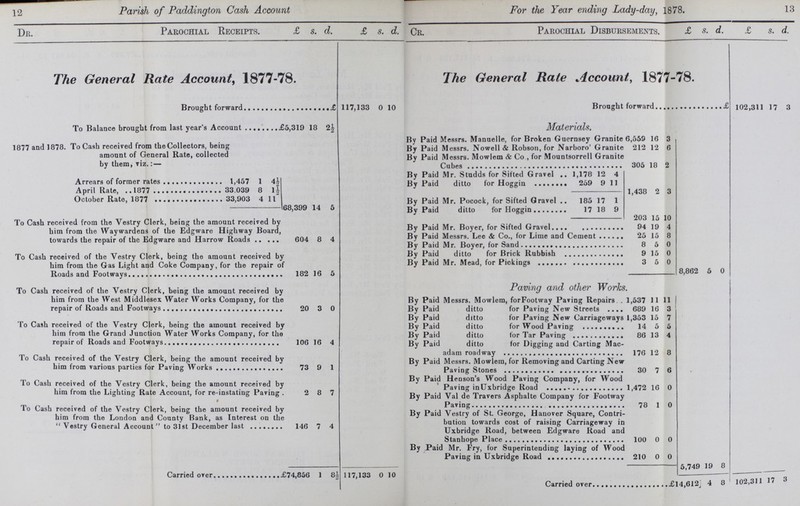 12 Parish of Paddington Cash Account
DR. PAROCHIAL RECEIPTS. £ s. d. £ s. d.
The General Rate Account, 1877-78.
Brought forward.....................£ 117,133 0 10
To Balance brought from last year's Account ........£5,319 18 2½
1877 and 1878. To Cash received from the Collectors, being
amount of General Rate, collected
by them, viz.:—
Arrears of former rates ............ 1,457 1 4½
April Rate, ..1877 ................ 33,039 8 1½
October Rate, 1877 ................ 33,903 4 11
68,399 14 5
To Cash received from the Vestry Clerk, being the amount received by
him from the Waywardens of the Edgware Highway Board,
towards the repair of the Edgware and Harrow Roads .. .... 604 8 4
To Cash received of the Vestry Clerk, being the amount received by
him from the Gas Light and Coke Company, for the repair of
Roads and Footways........................................ 182 16 5
To Cash received of the Vestry Clerk, being the amount received by
him from the West Middlesex Water Works Company, for the
repair of Roads and Footways.............................. 20 3 0
To Cash received of the Vestry Clerk, being the amount received by
him from the Grand Junction Water Works Company, for the
repair of Roads and Footways.............................. 106 16 4
To Cash received of the Vestry Clerk, being the amount received by
him from various parties for Paving Works ................. 73 9 1
To Cash received of the Vestry Clerk, being the amount received by
him from the Lighting Rate Account, for re-instating Paving . 2 8 7
To Cash received of the Vestry Clerk, being the amount received by
him from the London and County Bank, as Interest on the
"Vestry General Account" to 31st December last ........ 146 7 4
Carried over.................£74,856 1 8½ 117,133 0 10
For the Year ending Lady-day, 1878. 13
CR. PAROCHIAL DISBURSEMENTS. £ s. d. £ s. d.
The General Rate Account, 1877-78.
Brought forward..................£ 102,311 17 3
Materials.
By Paid Messrs. Manuelle, for Broken Guernsey Granite 6,559 16 3
By Paid Messrs. Nowell & Robson, for Narboro' Granite 212 12 6
By Paid Messrs. Mowlem & Co., for Mountsorrell Granite
Cubes ........................................ 305 18 2
By Paid Mr. Studds for Sifted Gravel .. 1,178 12 4
By Paid ditto for Hoggin ........ 259 9 11
1,438 2 3
By Paid Mr. Pocock, for Sifted Gravel .. 185 17 1
By Paid ditto for Hoggin........ 17 18 9
203 15 10
By Paid Mr. Boyer, for Sifted Gravel.... ............ 94 19 4
By Paid Messrs. Lee & Co., for Lime and Cement ...... 25 15 8
By Paid Mr. Boyer, for Sand.......................... 8 5 0
By Paid ditto for Brick Rubbish ................ 9 15 0
By Paid Mr. Mead, for Pickings ...... ................ 3 5 0
8,862 5 0
Paving and other Works.
By Paid Messrs. Mowlem, for Footway Paving Repairs . 1,537 11 11
By Paid ditto for Paving New Streets .... 689 16 3
By Paid ditto for Paving New Carriageways 1,353 15 7
By Paid ditto for Wood Paving .......... 14 5 5
By Paid ditto for Tar Paving ............ 86 13 4
By Paid ditto for Digging and Carting Mac-
adam roadway .............................. 176 12 8
By Paid Messrs. Mowlem, for Removing and Carting New
Paving Stones .............................. 30 7 6
By Paid Henson's Wood Paving Company, for Wood
Paving in Uxbridge Road .................... 1,472 16 0
By Paid Val de Travers Asphalte Company for Footway
Paving........................................ 78 1 0
By Paid Vestry of St. George, Hanover Square, Contri-
bution towards cost of raising Carriageway in
Uxbridge Road, between Edgware Road and
Stanhope Place .............................. 100 0 0
By Paid Mr. Fry, for Superintending laying of Wood
Paving in Uxbridge Road .................... 210 0 0
5,749 19 8
Carried over..................£14,612 4 8 102,311 17 3